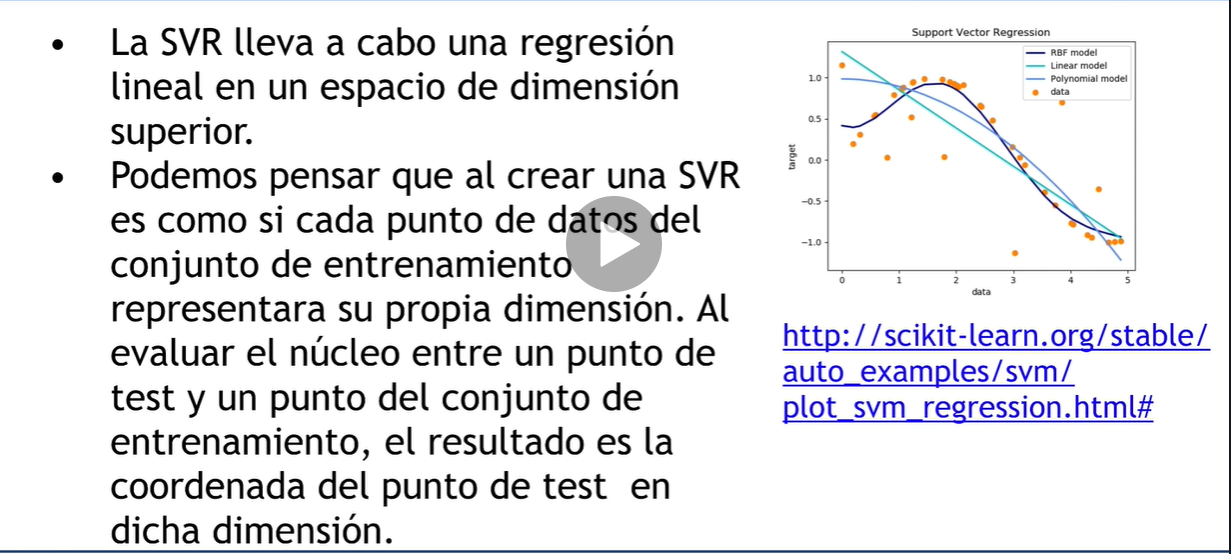 • La SVR lleva a cabo una regresión
lineal en un espacio de dimensión
superior.
• Podemos pensar que al crear una SVR
es como si cada punto de datos del
conjunto de entrenamiento
representara su propia dimensión. Al
evaluar el núcleo entre un punto de
test y un punto del conjunto de
entrenamiento, el resultado es la
coordenada del punto de test en
dicha dimensión.
Support Vector Regression
RBF model
Linear model
Polynomial model
data
target
1.0
0.5
0.0
−0.5
−1.0
0 1 2 3 4 5
data
http://scikit-learn.org/stable/
auto_examples/svm/
plot_svm_regression.html#